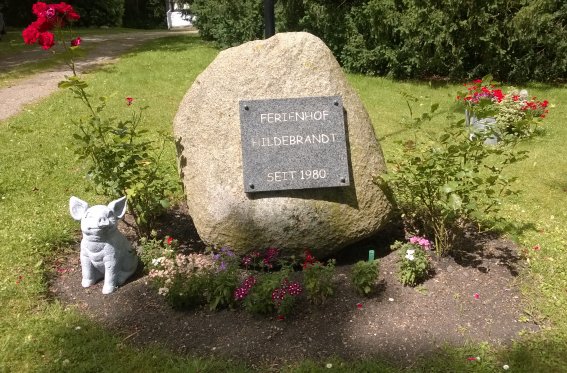 FERIENHOF
HILDEBRANDT
SEIT 1980